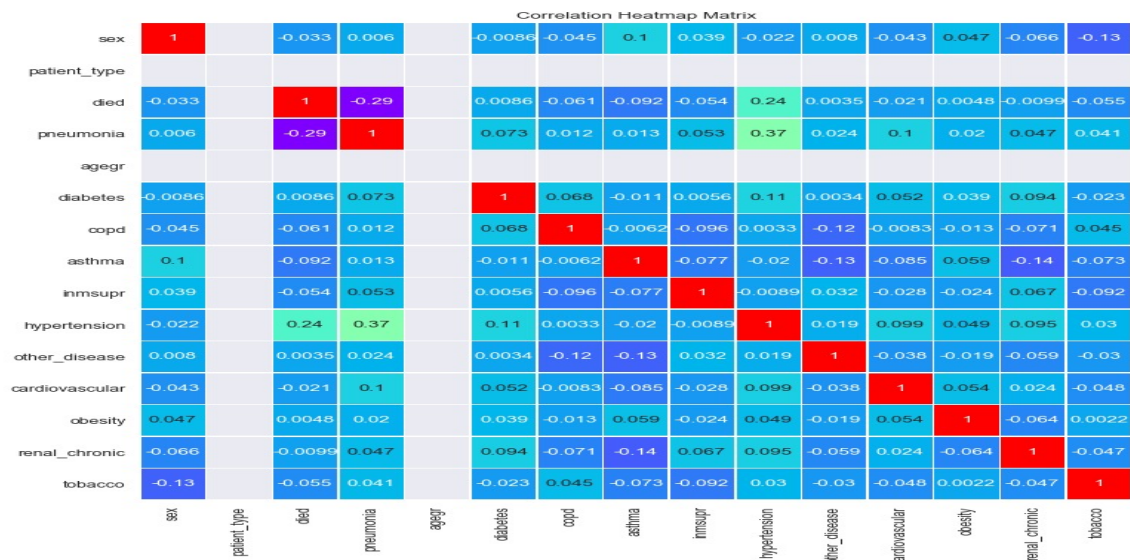 Correlation Heatmap Matrix
sex 1 -0.033 0.006 -0.0086 -0.045 0.1 0.039 -0.022 0.008 -0.043 0.047 -0.066 -0.13
patient_type
died -0.033 1 -0.29 0.0086 -0.061 -0.092 -0.054 0.24 0.0035 -0.021 0.0048 -0.0099 -0.055
pneumonia 0.006 -0.29 1 0.073 0.012 0.013 0.053 0.37 0.024 0.1 0.02 0.047 0.041
agegr
diabetes -0.0086 0.0086 0.073 1 0.068 -0.011 0.0056 0.11 0.0034 0.052 0.039 0.094 -0.023
copd -0.045 -0.061 0.012 0.068 1 -0.0062 -0.096 0.0033 -0.12 -0.0083 -0.013 -0.071 0.045
asthma 0.1 -0.092 0.013 -0.011 -0.0062 1 -0.077 -0.02 -0.13 -0.085 0.059 -0.14 -0.073
inmsupr 0.039 -0.054 0.053 0.0056 -0.096 -0.077 1 -0.0089 0.032 -0.028 -0.024 0.067 -0.092
hypertension -0.022 0.24 0.37 0.11 0.0033 -0.02 -0.0089 1 0.019 0.099 0.049 0.095 0.03
other_disease 0.008 0.0035 0.024 0.0034 -0.12 -0.13 0.032 0.019 1 -0.038 -0.019 -0.059 -0.03
cardiovascular -0.043 -0.021 0.1 0.052 -0.0083 -0.085 -0.028 0.099 -0.038 1 0.054 0.024 -0.048
obesity 0.047 0.0048 0.02 0.039 -0.013 0.059 -0.024 0.049 -0.019 0.054 1 -0.064 0.0022
renal_chronic -0.066 -0.0099 0.047 0.094 -0.071 -0.14 0.067 0.095 -0.059 0.024 -0.064 1 -0.047
tobacco -0.13 -0.055 0.041 -0.023 0.045 -0.073 -0.092 0.03 -0.03 -0.048 0.0022 -0.047 1
sex patient_type died pneumonia agegr diabetes copd asthma inmsupr hypertension other_disease cardiovascular obesity renal_chronic tobacco